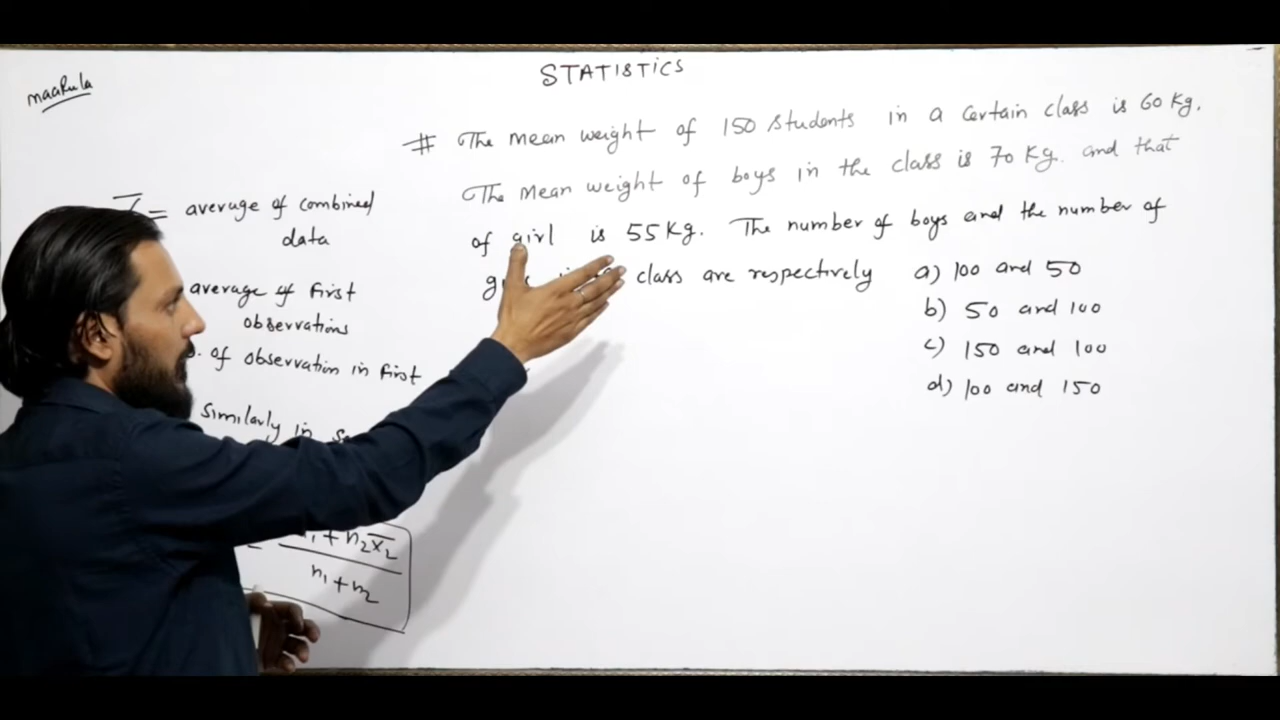 maaRula
STATISTICS
# The mean weight of 150 students in a certain class is 60 Kg.
The mean weight of boys in the class is 70 Kg. and that
of girl is 55 Kg. The number of boys and the number of
class are respectively
a) 100 and 50
b) 50 and 100
c) 150 and 100
d) 100 and 150
= average of combined
data
average of first
observations
of observation in first
Similarly in
+ n₂x̄₂
n₁+n₂